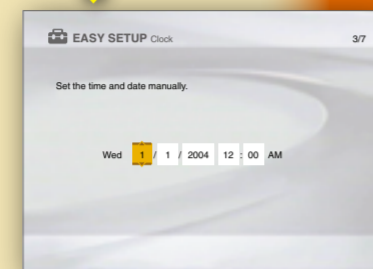 EASY SETUP Clock 3/7
Set the time and date manually.
Wed 1 / 1 / 2004 12 : 00 AM